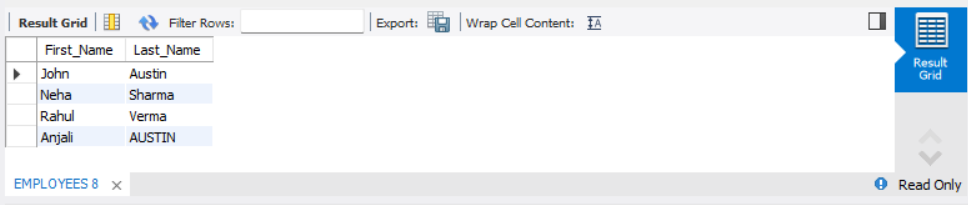 Result Grid Filter Rows: Export: Wrap Cell Content: IA
First_Name Last_Name
John Austin
Neha Sharma
Rahul Verma
Anjali AUSTIN
Result
Grid
EMPLOYEES 8 × Read Only